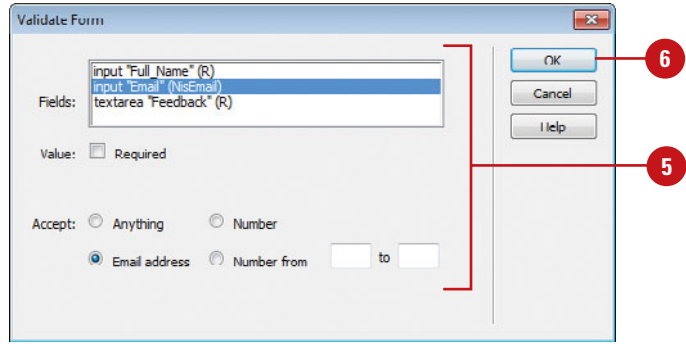 Validate Form
Fields:
input "Full_Name" (R)
input "Email" (NisEmail)
textarea "Feedback" (R)
Value: Required
Accept: Anything Number
Email address Number from to
OK
Cancel
Help
6
5